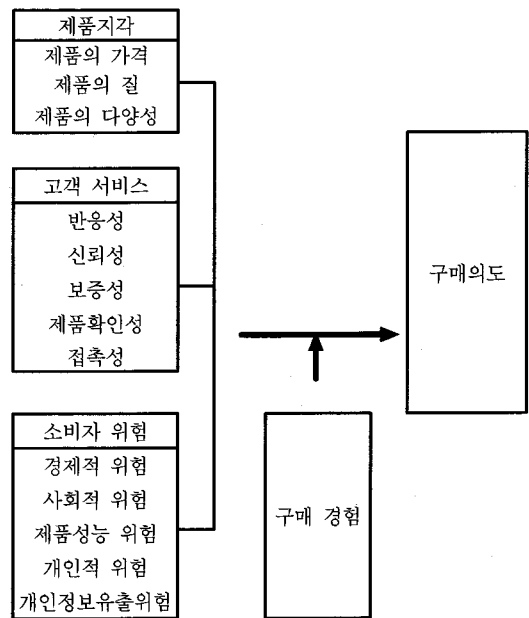 제품지각
제품의 가격
제품의 질
제품의 다양성
고객 서비스
반응성
신뢰성
보증성
제품확인성
접촉성
소비자 위험
경제적 위험
사회적 위험
제품성능 위험
개인적 위험
개인정보유출위험
구매 경험
구매의도